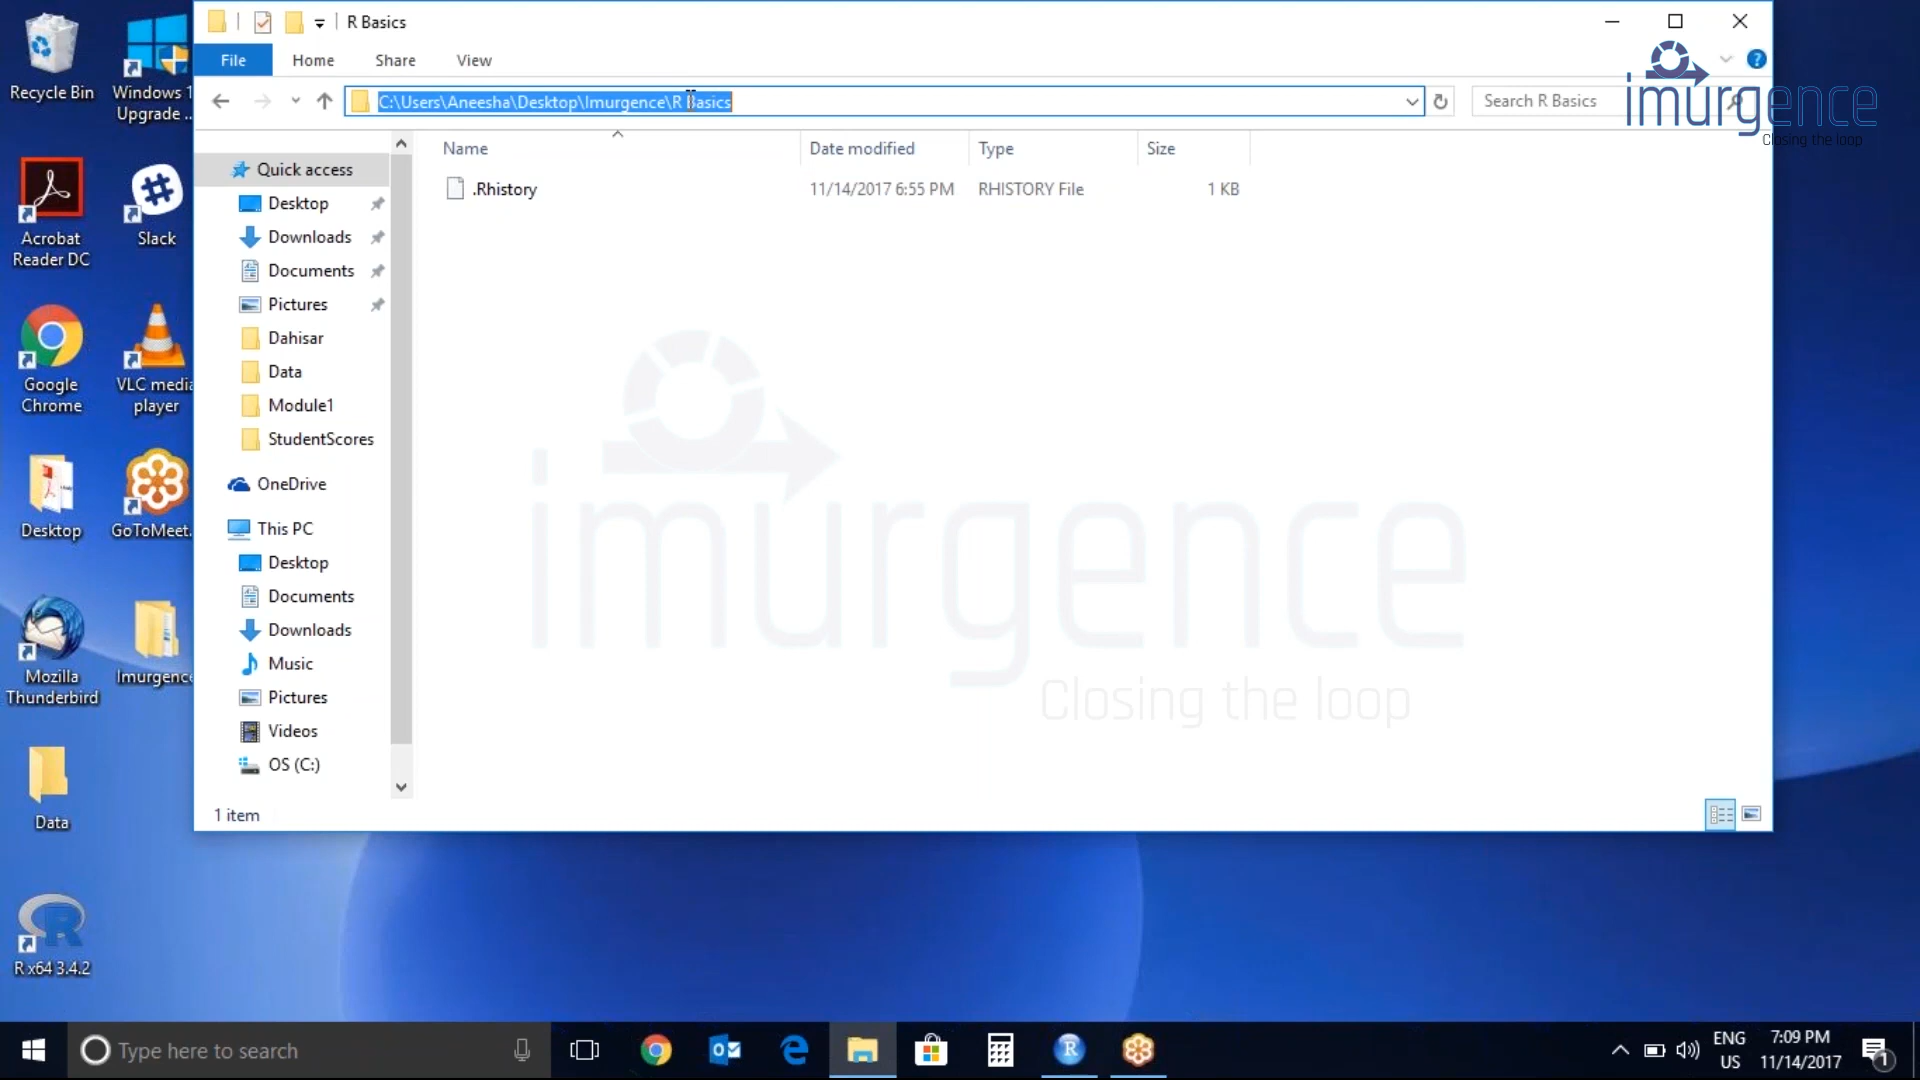 R Basics
File Home Share View
C:\Users\Aneesha\Desktop\Imurgence\R Basics
Search R Basics
imurgence
Closing the loop
Name Date modified Type Size
.Rhistory 11/14/2017 6:55 PM RHISTORY File 1 KB
Quick access
Desktop
Downloads
Documents
Pictures
Dahisar
Data
Module1
StudentScores
OneDrive
This PC
Desktop
Documents
Downloads
Music
Pictures
Videos
OS (C:)
1 item
imurgence
Closing the loop
Recycle Bin
Windows 1
Upgrade ...
Acrobat
Reader DC
Slack
Google
Chrome
VLC media
player
Desktop
GoToMeet...
Mozilla
Thunderbird
Imurgence
Data
R x64 3.4.2
Type here to search
ENG
US
7:09 PM
11/14/2017
1